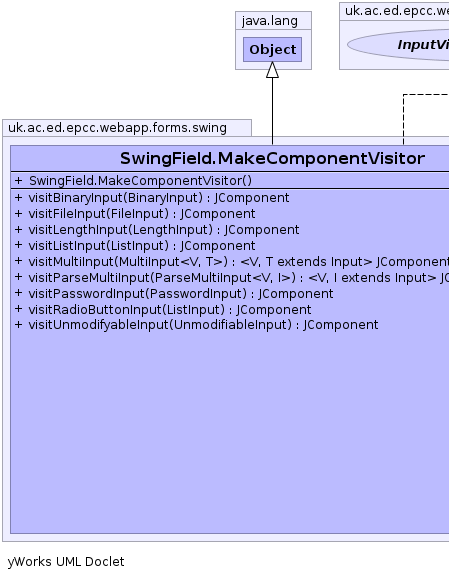 java.lang
uk.ac.ed.epcc.we
Object
InputVi
uk.ac.ed.epcc.webapp.forms.swing
SwingField.MakeComponentVisitor
+ SwingField.MakeComponentVisitor()
+ visitBinaryInput(BinaryInput) : JComponent
+ visitFileInput(FileInput) : JComponent
+ visitLengthInput(LengthInput) : JComponent
+ visitListInput(ListInput) : JComponent
+ visitMultiInput(MultiInput<V, T>) : <V, T extends Input> JComponent
+ visitParseMultiInput(ParseMultiInput<V, I>) : <V, I extends Input> JC
+ visitPasswordInput(PasswordInput) : JComponent
+ visitRadioButtonInput(ListInput) : JComponent
+ visitUnmodifyableInput(UnmodifiableInput) : JComponent
yWorks UML Doclet